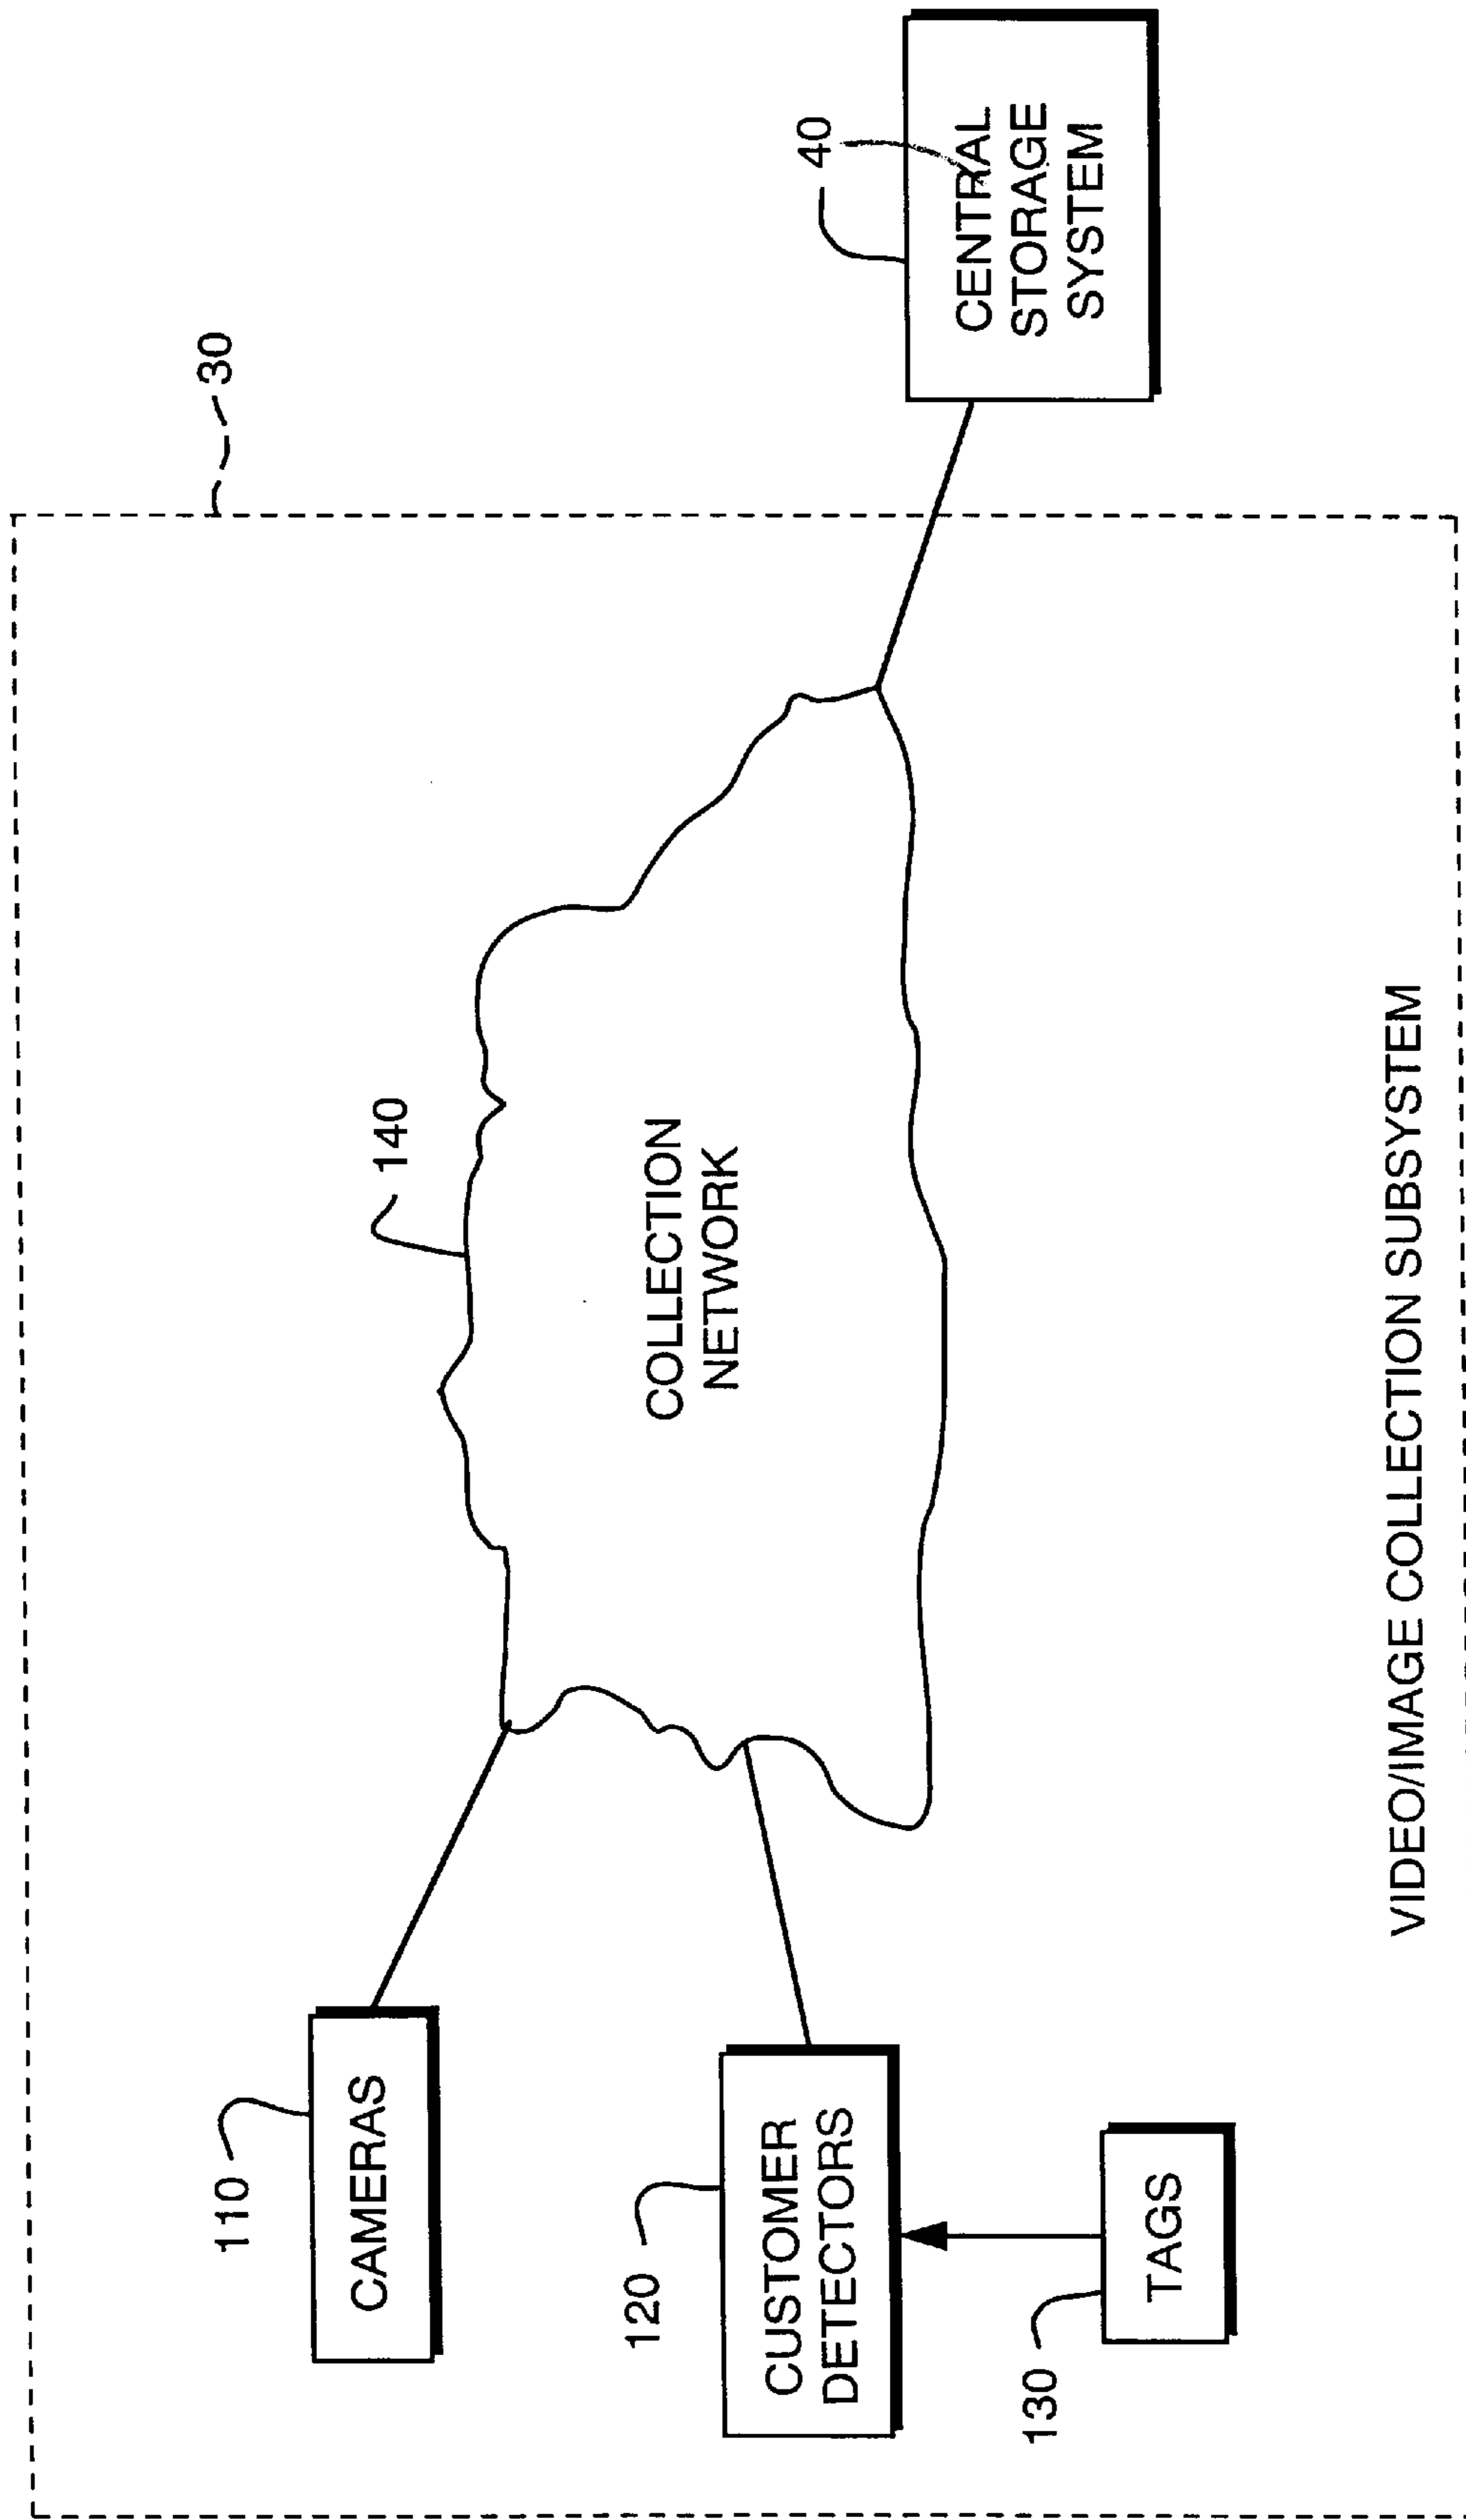 30
110
CAMERAS
140
40
CENTRAL
STORAGE
SYSTEM
120
CUSTOMER
DETECTORS
COLLECTION
NETWORK
130
TAGS
VIDEO/IMAGE COLLECTION SUBSYSTEM